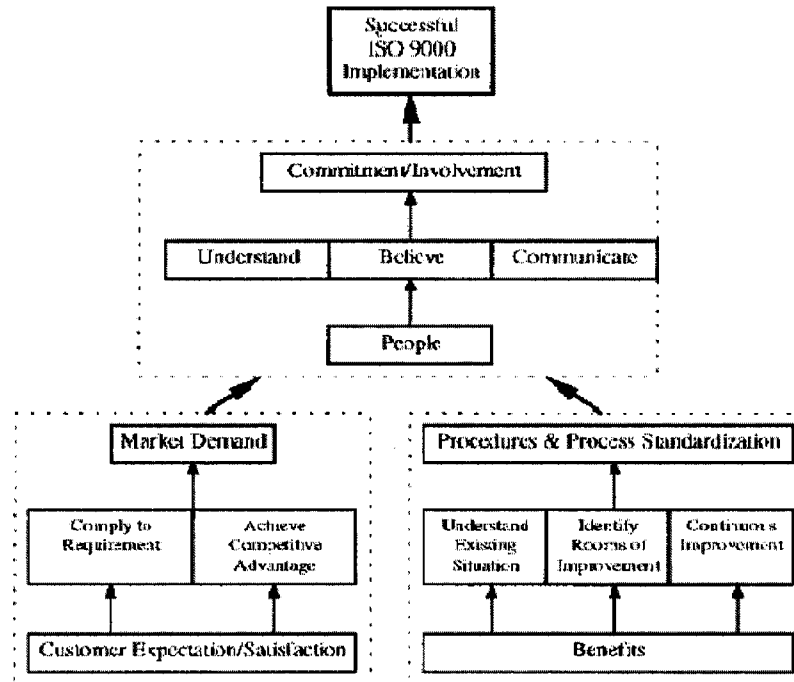 Successful
ISO 9000
Implementation
Commitment/Involvement
Understand
Believe
Communicate
People
Market Demand
Procedures & Process Standardization
Comply to
Requirement
Achieve
Competitive
Advantage
Understand
Existing
Situation
Identify
Rooms of
Improvement
Continuous
Improvement
Customer Expectation/Satisfaction
Benefits